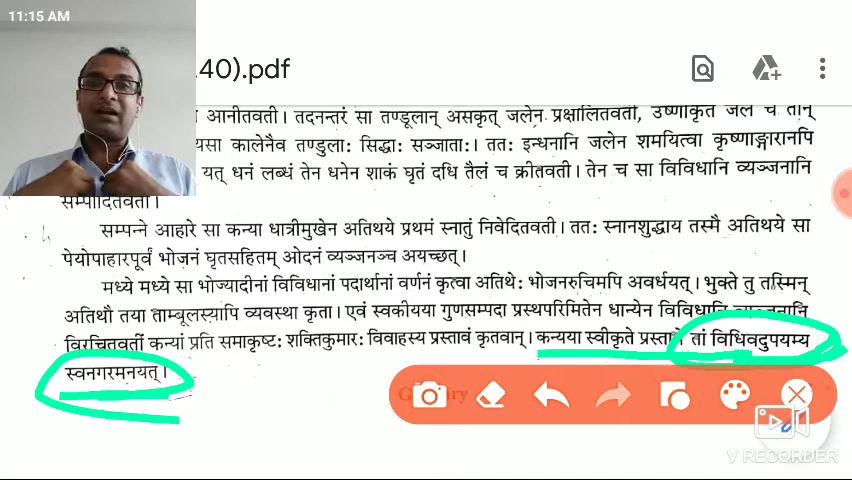 11:15 AM
.40).pdf
आनीतवती। तदनन्तरं सा तण्डूलान् असकृत् जलेन प्रक्षालितवती, उष्णीकृते जले च तान्
यसा कालेनैव तण्डुला: सिद्धा: सञ्जाता:। तत: इन्धनानि जलेन शमयित्वा कृष्णाङ्गारानपि
यत् धनं लब्धं तेन धनेन शाकं घृतं दधि तैलं च क्रीतवती। तेन च सा विविधानि व्यञ्जनानि
सम्पादितवती।
सम्पन्ने आहारे सा कन्या धात्रीमुखेन अतिथये प्रथमं स्नातुं निवेदितवती। तत: स्नानशुद्धाय तस्मै अतिथये सा
पेयोपाहारपूर्वं भोजनं घृतसहितम् ओदनं व्यञ्जनञ्च अयच्छत्।
मध्ये मध्ये सा भोज्यादीनां विविधानां पदार्थानां वर्णनं कृत्वा अतिथे: भोजनरुचिमपि अवर्धयत्। भुक्ते तु तस्मिन्
अतिथौ तया ताम्बूलस्यापि व्यवस्था कृता। एवं स्वकीयया गुणसम्पदा प्रस्थपरिमितेन धान्येन विविधानि व्यञ्जनानि
विरचितवतीं कन्यां प्रति समाकृष्ट: शक्तिकुमार: विवाहस्य प्रस्तावं कृतवान्। कन्यया स्वीकृते प्रस्तावे तां विधिवदुपयम्य
स्वनगरमनयत्।
V RECORDER